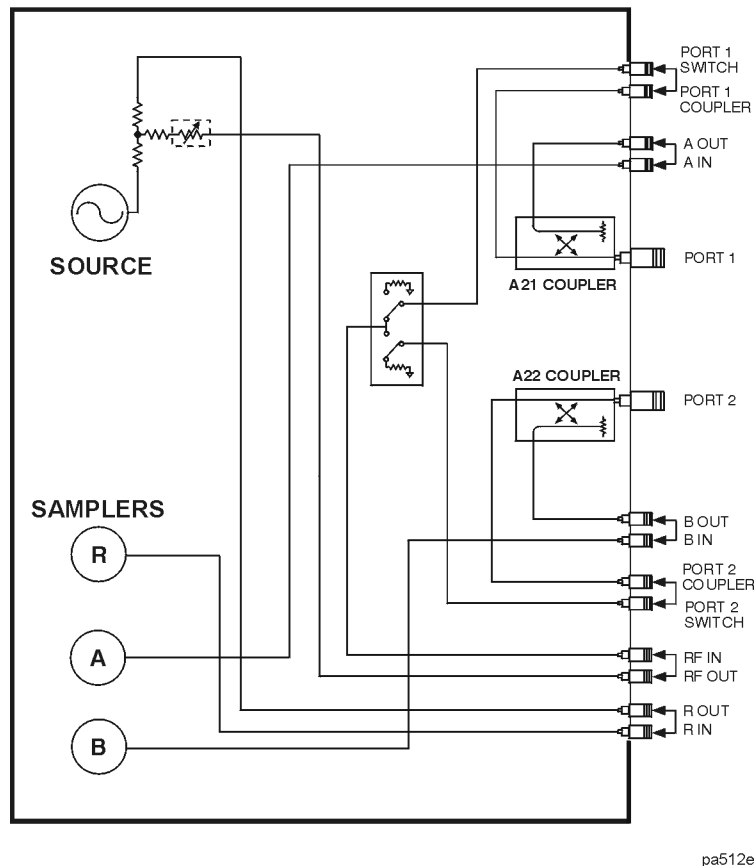 PORT 1
SWITCH
PORT 1
COUPLER
A OUT
A IN
SOURCE
PORT 1
A21 COUPLER
A22 COUPLER
PORT 2
SAMPLERS
B OUT
B IN
R
PORT 2
COUPLER
PORT 2
SWITCH
A
RF IN
RF OUT
R OUT
R IN
B
pa512e